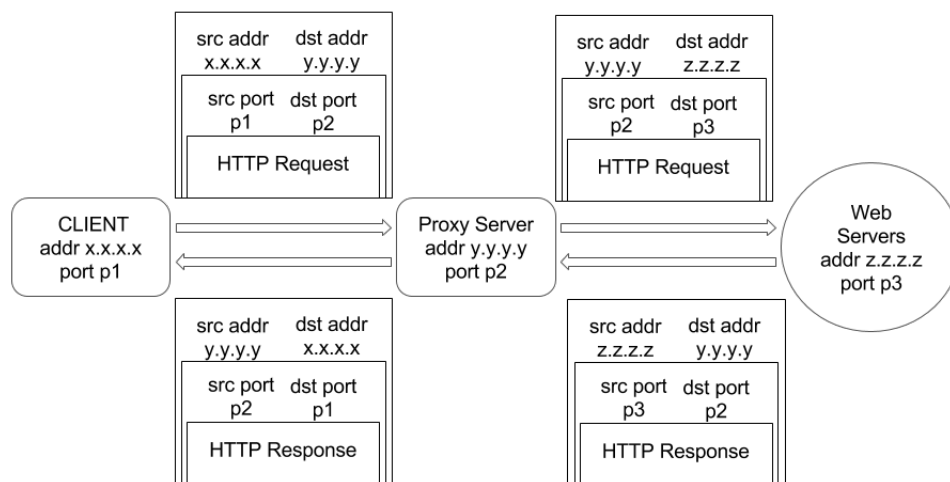 src addr dst addr
x.x.x.x y.y.y.y
src port dst port
p1 p2
HTTP Request
src addr dst addr
y.y.y.y z.z.z.z
src port dst port
p2 p3
HTTP Request
CLIENT
addr x.x.x.x
port p1
Proxy Server
addr y.y.y.y
port p2
Web
Servers
addr z.z.z.z
port p3
src addr dst addr
y.y.y.y x.x.x.x
src port dst port
p2 p1
HTTP Response
src addr dst addr
z.z.z.z y.y.y.y
src port dst port
p3 p2
HTTP Response